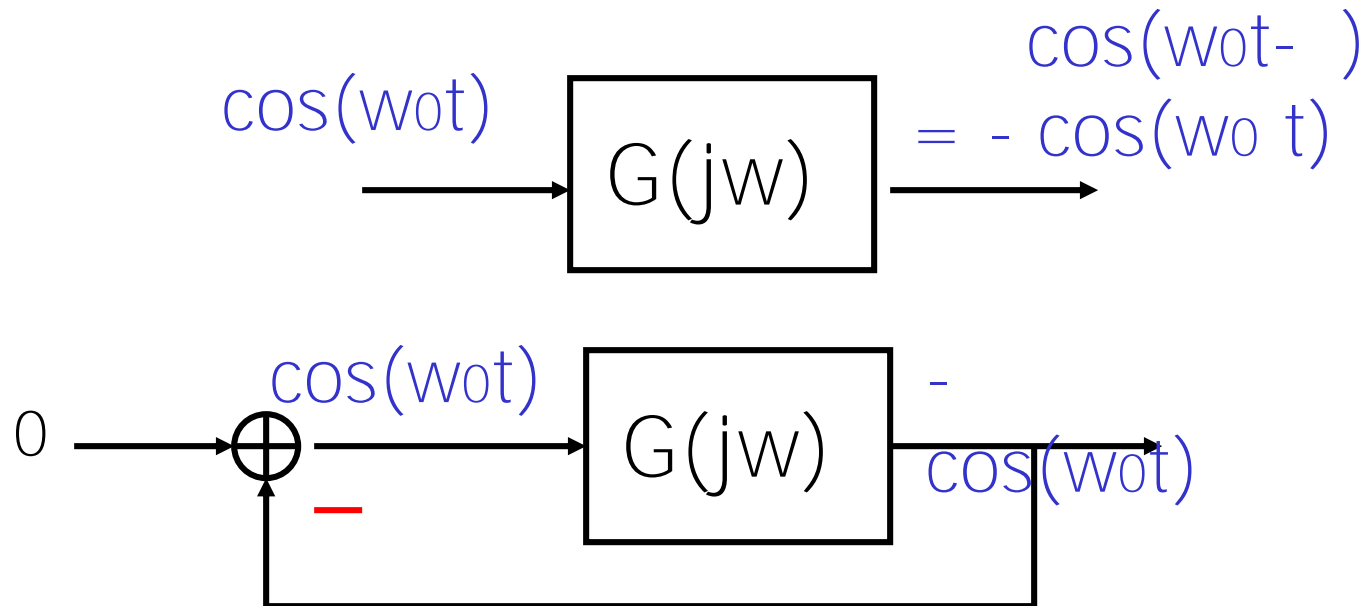 cos(w0t-  )
cos(w0t)
= - cos(w0 t)
G(jw)
cos(w0t)
-
0
G(jw)
cos(w0t)
–